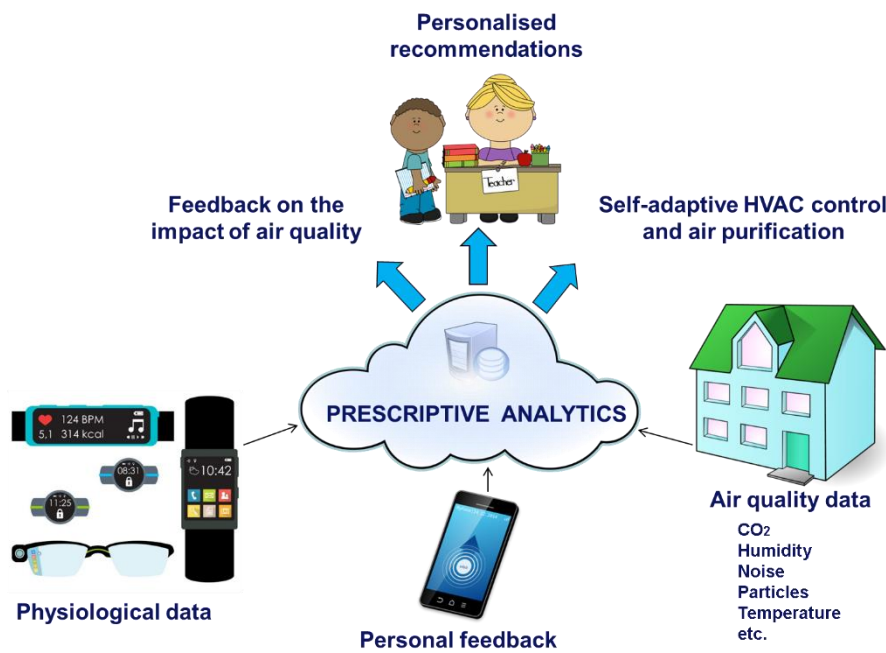 Personalised
recommendations
Teacher
Feedback on the
impact of air quality
Self-adaptive HVAC control
and air purification
PRESCRIPTIVE ANALYTICS
124 BPM
5,1 314 kcal
08:31
11:25
10:42
Physiological data
Personal feedback
Air quality data
CO₂
Humidity
Noise
Particles
Temperature
etc.